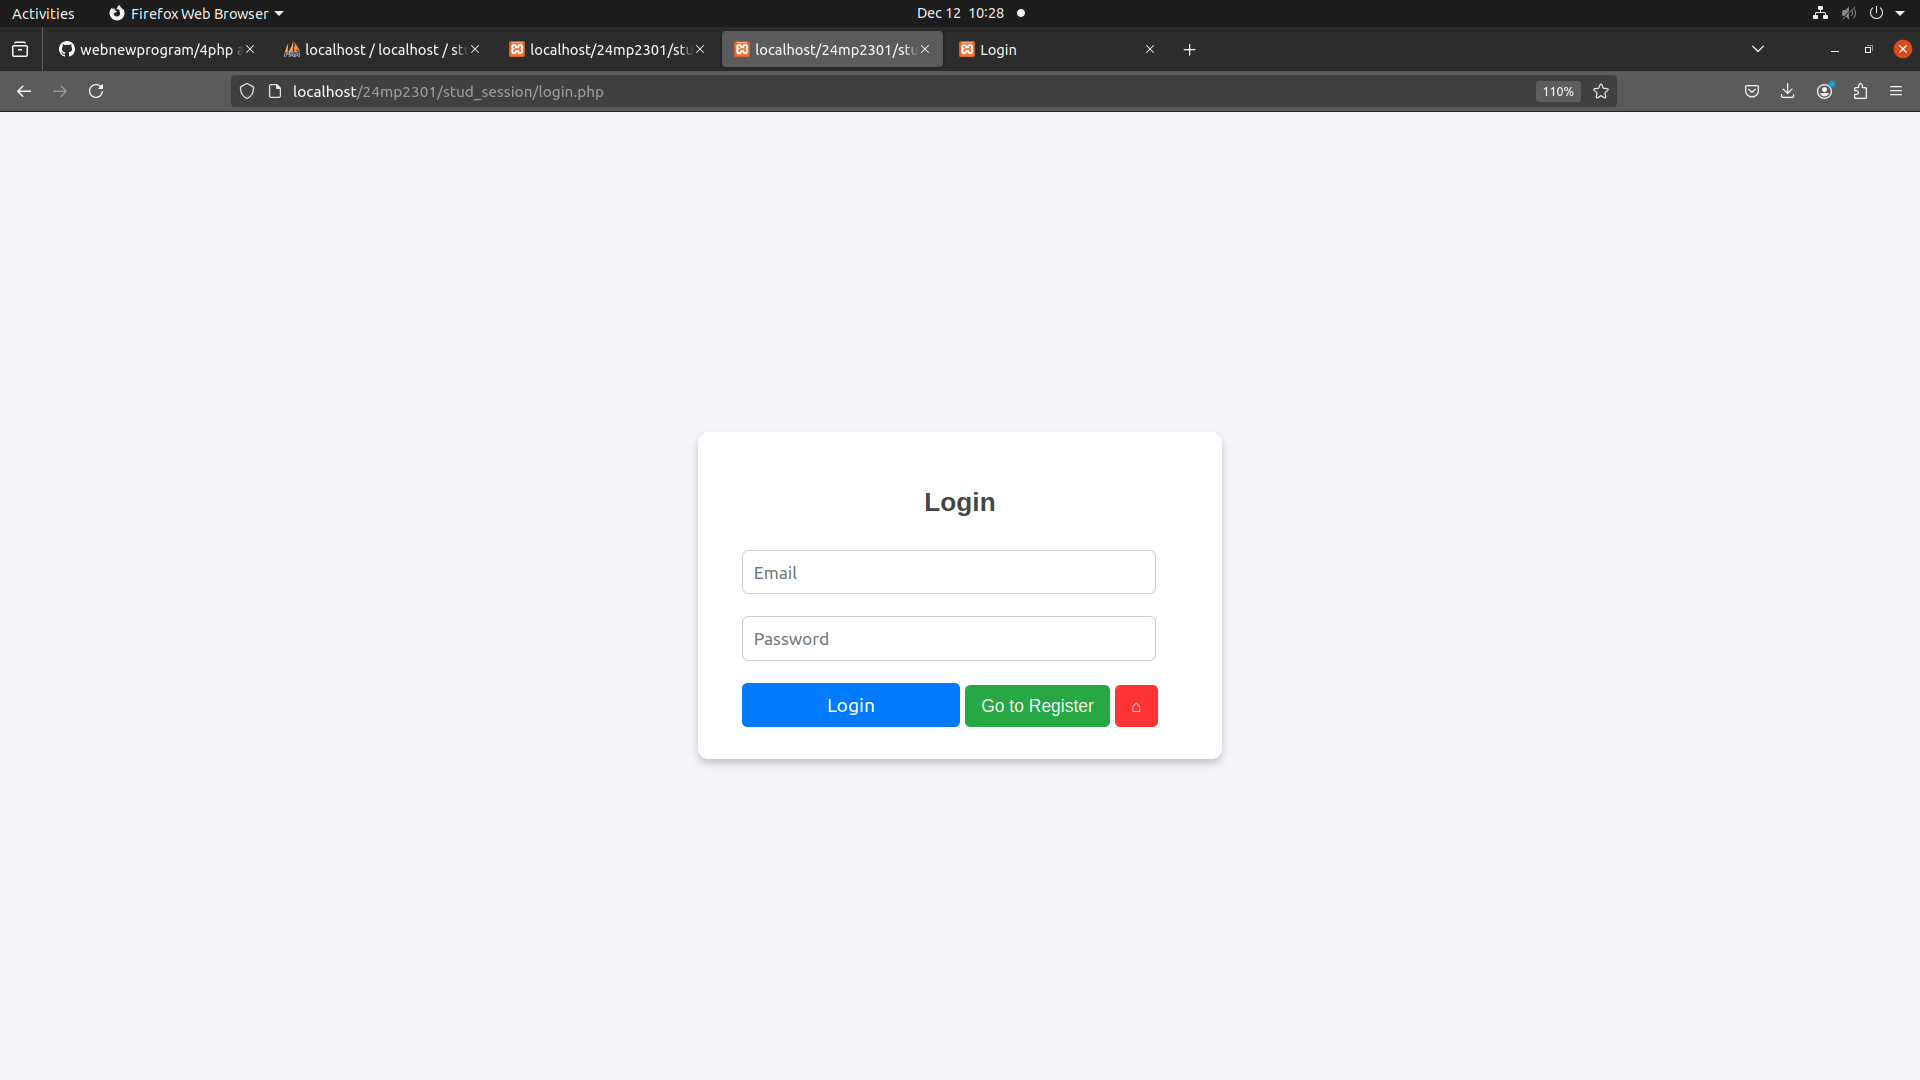 Activities Firefox Web Browser Dec 12 10:28
webnewprogram/4php localhost / localhost / localhost/24mp2301/stu localhost/24mp2301/stu Login
localhost/24mp2301/stud_session/login.php 110%
Login
Email
Password
Login Go to Register